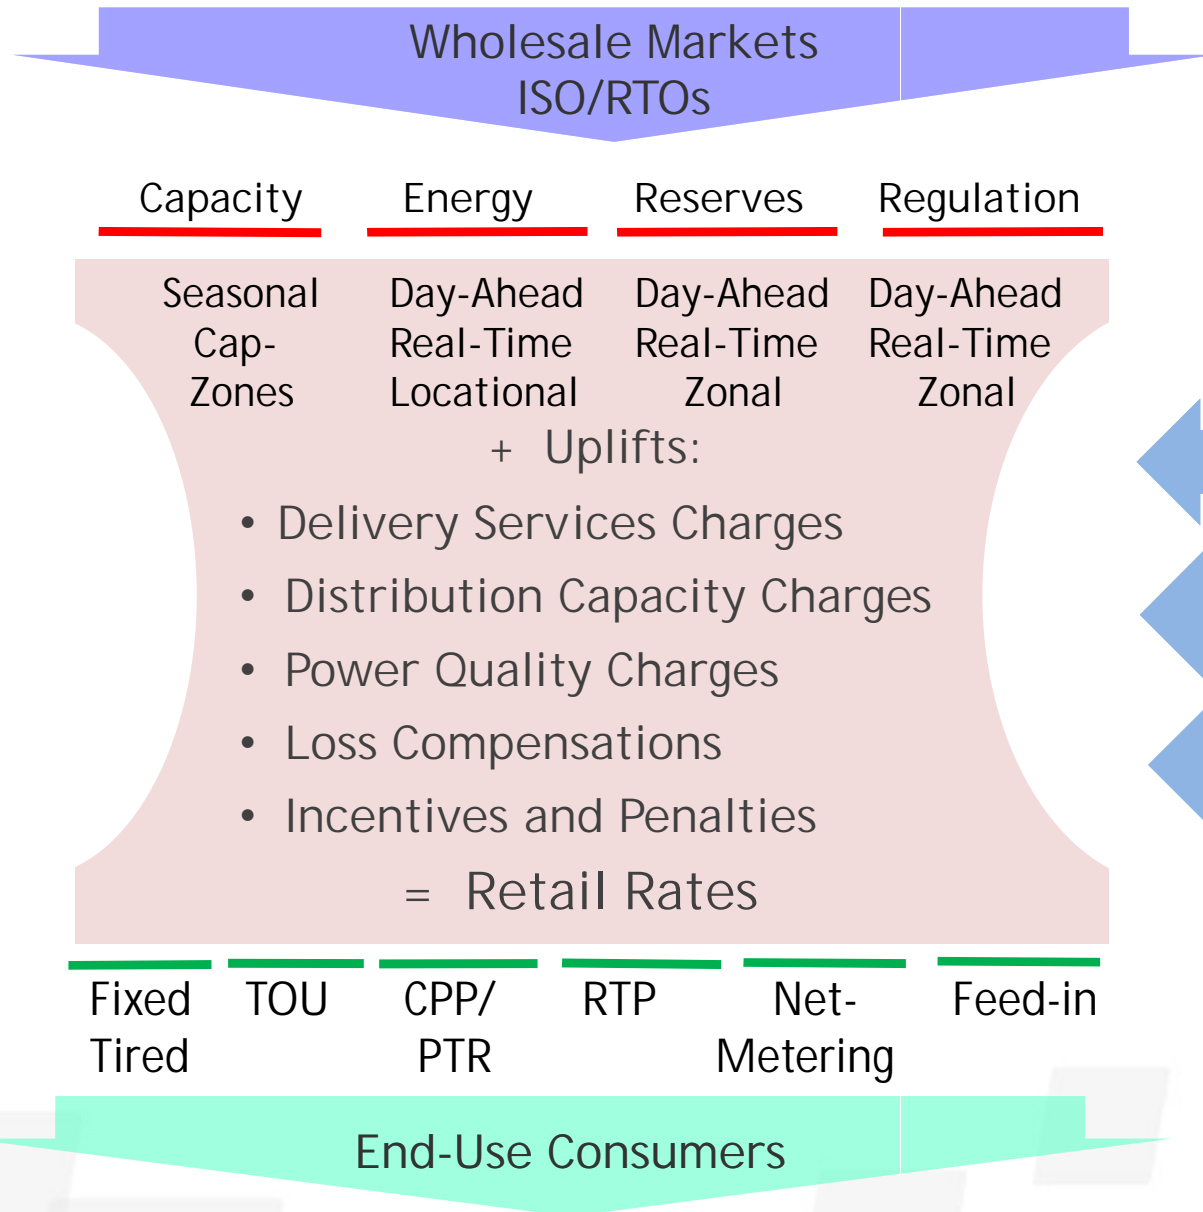 Wholesale Markets
ISO/RTOs
Capacity Energy Reserves Regulation
Seasonal Day-Ahead Day-Ahead Day-Ahead
Cap- Real-Time Real-Time Real-Time
Zones Locational Zonal Zonal
+ Uplifts:
• Delivery Services Charges
• Distribution Capacity Charges
• Power Quality Charges
• Loss Compensations
• Incentives and Penalties
= Retail Rates
Fixed TOU CPP/ RTP Net- Feed-in
Tired PTR Metering
End-Use Consumers